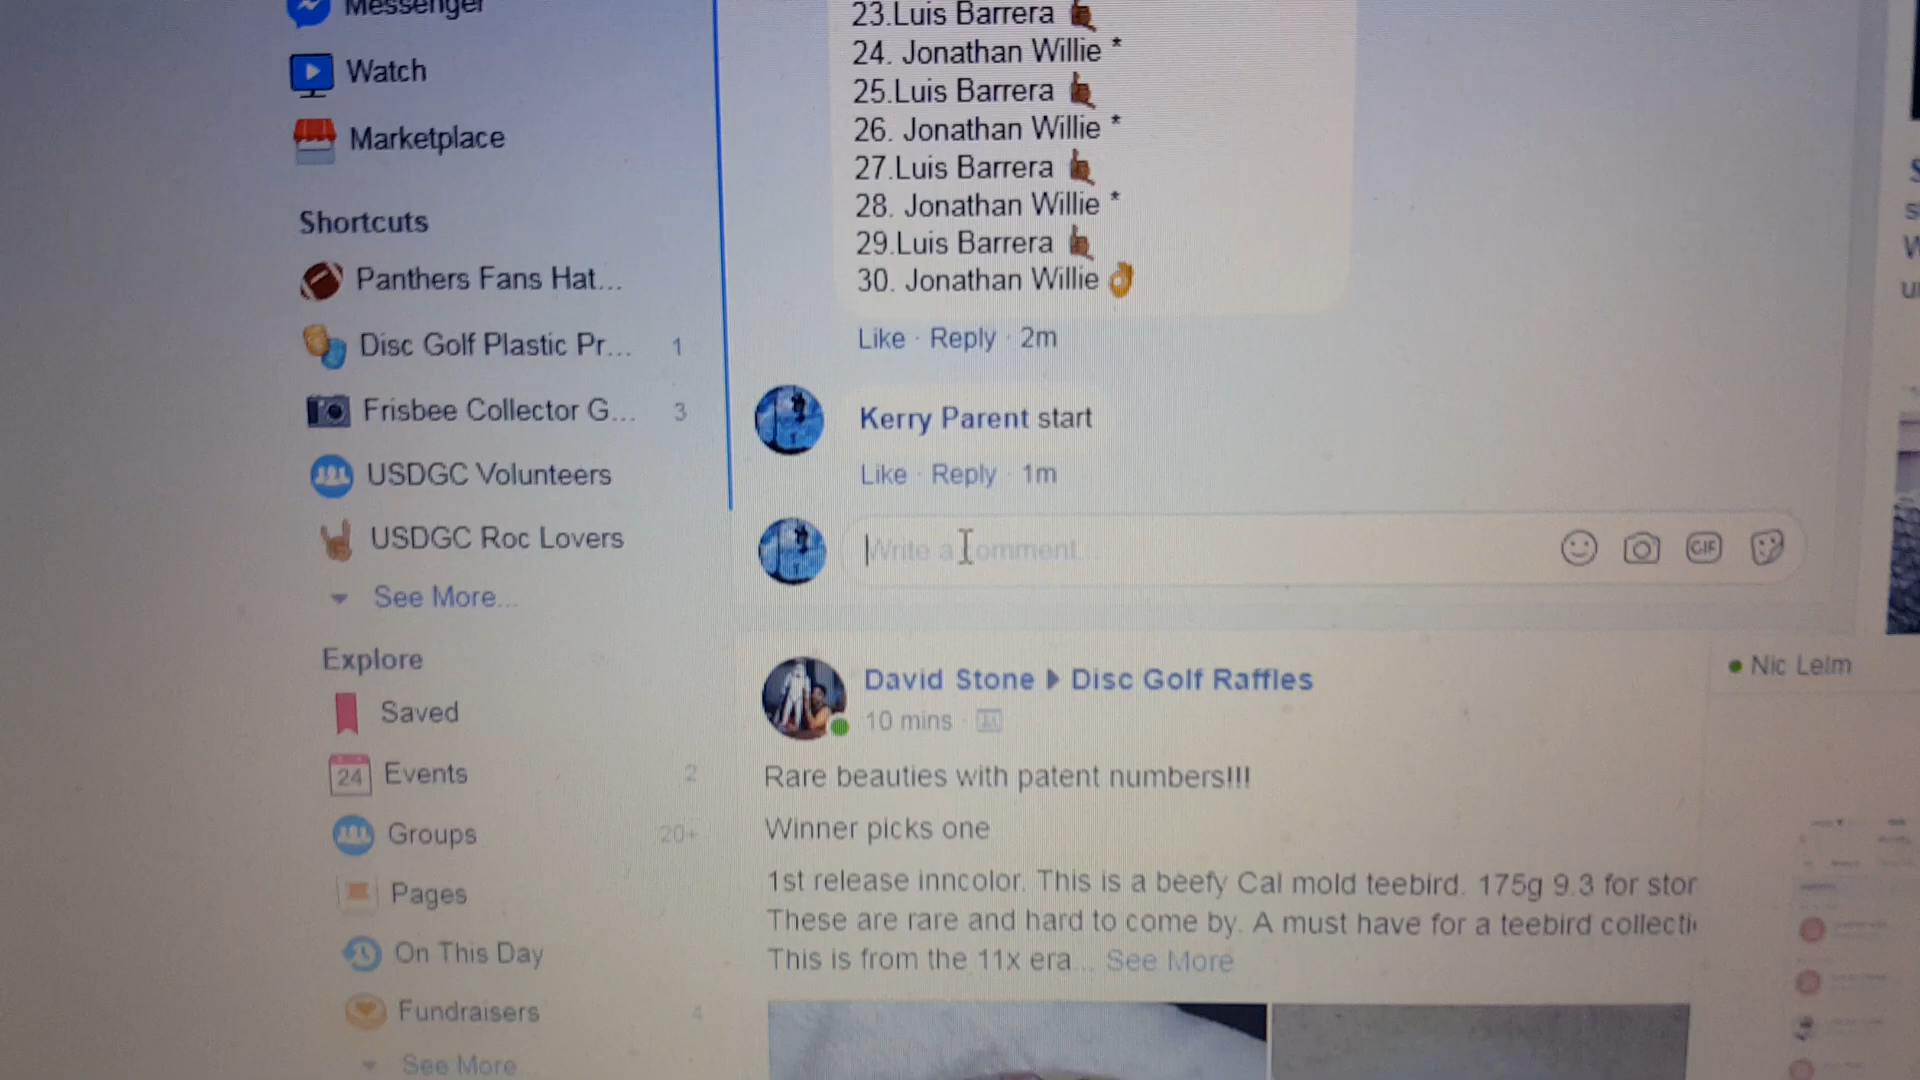 Messenger
Watch
Marketplace
Shortcuts
Panthers Fans Hat...
Disc Golf Plastic Pr... 1
Frisbee Collector G... 3
USDGC Volunteers
USDGC Roc Lovers
See More...
Explore
Saved
24 Events 2
Groups 20+
Pages
On This Day
Fundraisers 4
See More
23.Luis Barrera
24. Jonathan Willie *
25.Luis Barrera
26. Jonathan Willie *
27.Luis Barrera
28. Jonathan Willie *
29.Luis Barrera
30. Jonathan Willie
Like · Reply · 2m
Kerry Parent start
Like · Reply · 1m
Write a comment...
GIF
David Stone Disc Golf Raffles
10 mins ·
Rare beauties with patent numbers!!!
Winner picks one
1st release inncolor. This is a beefy Cal mold teebird. 175g 9.3 for stor
These are rare and hard to come by. A must have for a teebird collecti
This is from the 11x era... See More
Nic Lelm